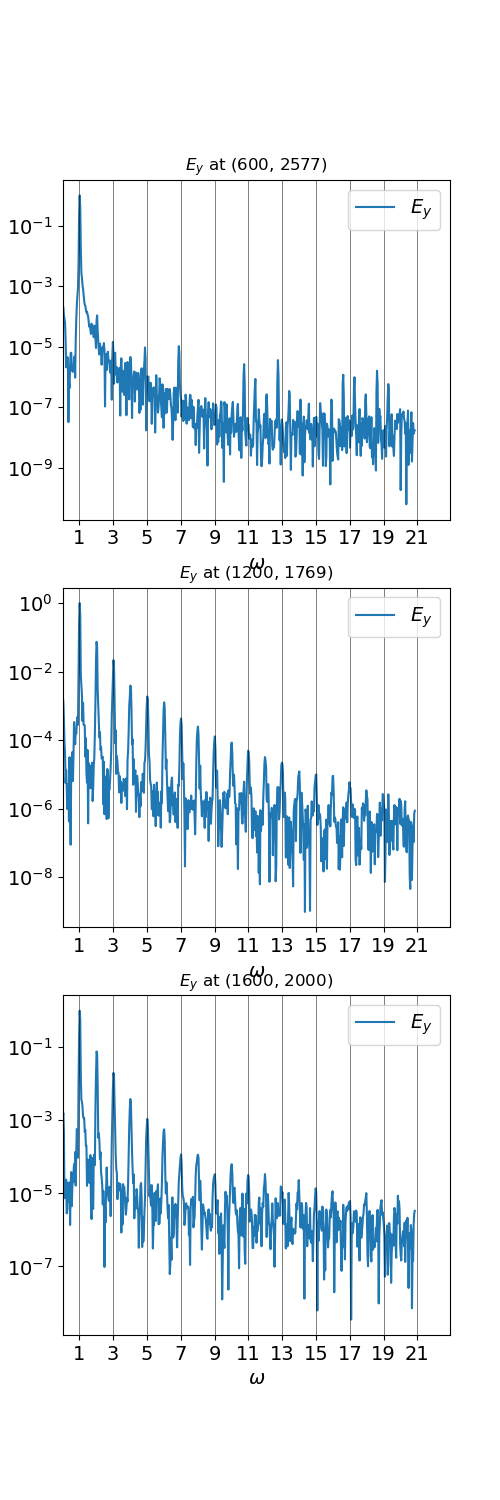 E_y at (600, 2577)
E_y
10^-1
10^-3
10^-5
10^-7
10^-9
1 3 5 7 9 11 13 15 17 19 21
ω
E_y at (1200, 1769)
E_y
10^0
10^-2
10^-4
10^-6
10^-8
1 3 5 7 9 11 13 15 17 19 21
ω
E_y at (1600, 2000)
E_y
10^-1
10^-3
10^-5
10^-7
1 3 5 7 9 11 13 15 17 19 21
ω